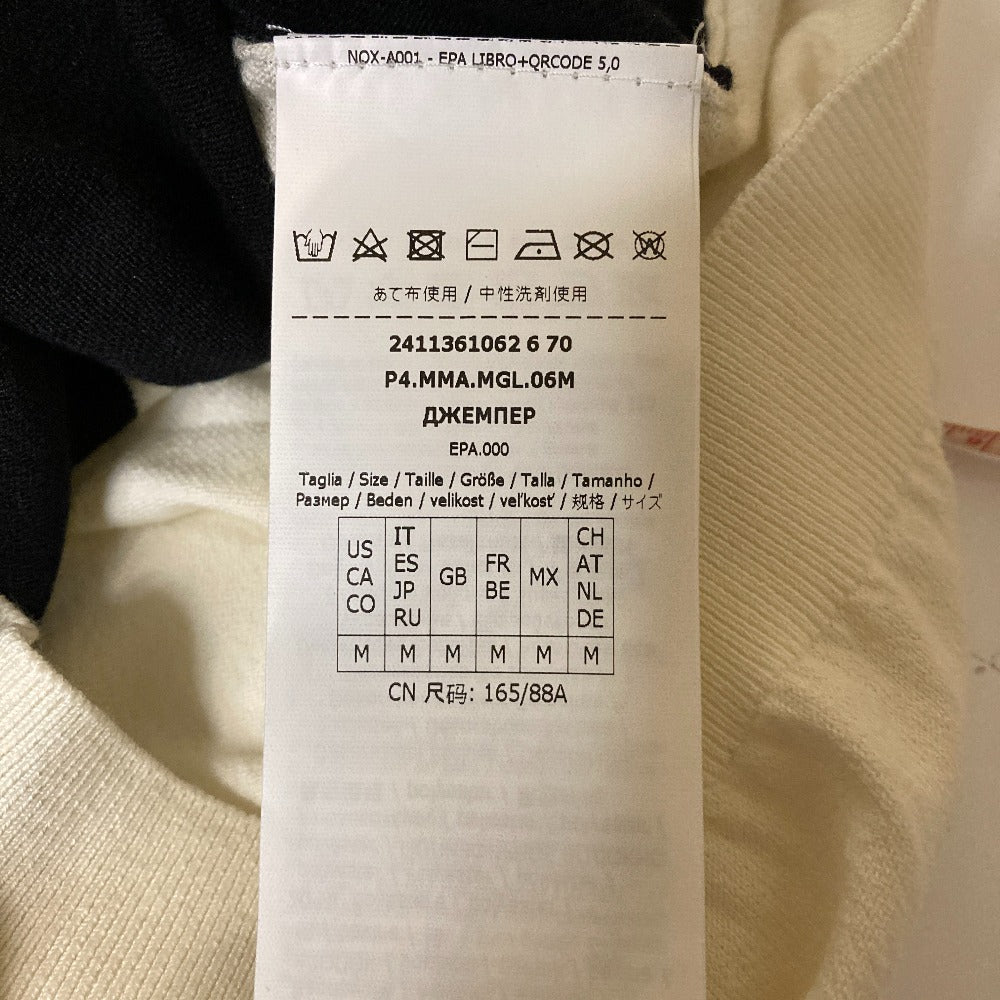 NOX-A001 - EPA LIBRO+QRCODE 5,0
あて布使用 / 中性洗剤使用
2411361062 6 70
P4.MMA.MGL.06M
ДЖЕМПЕР
EPA.000
Taglia / Size / Taille / Größe / Talla / Tamanho /
Размер / Beden / velikost / veľkosť / 规格 / サイズ
US CA CO
IT ES JP RU
GB
FR BE
MX
CH AT NL DE
M M M M M M
CN 尺码: 165/88A